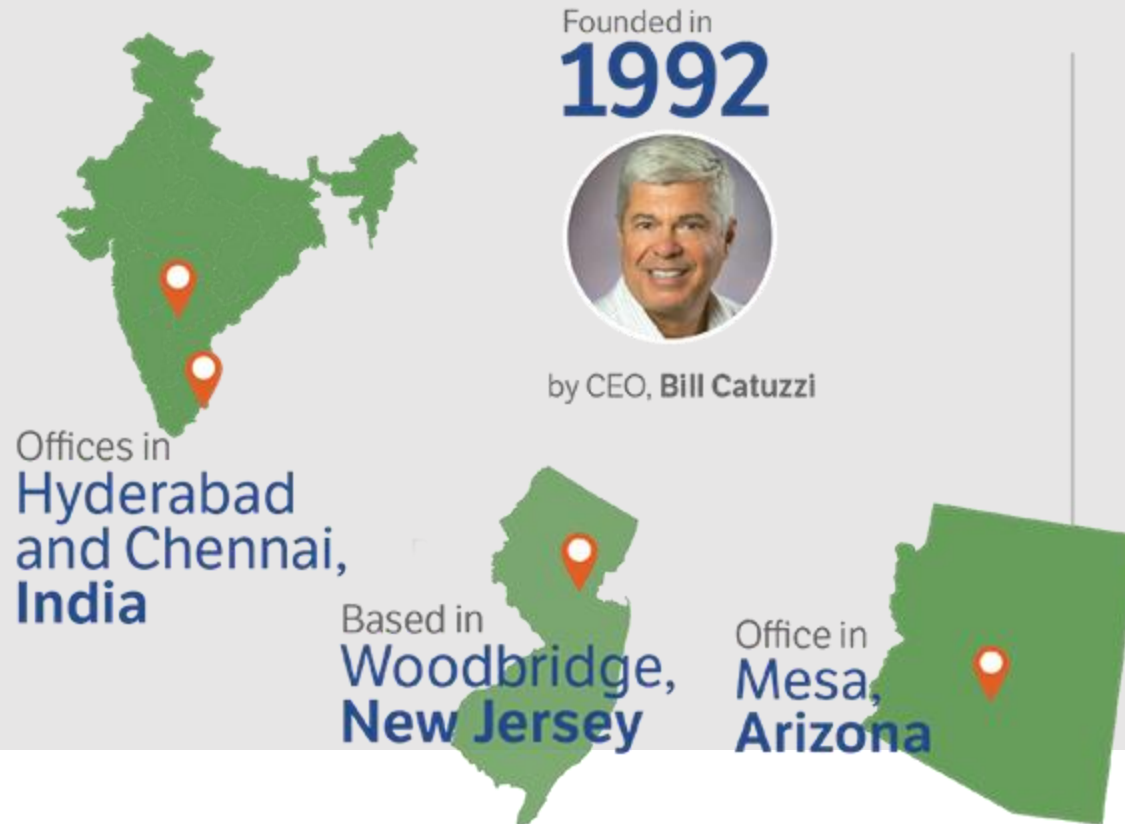 Founded in
1992
by CEO, Bill Catuzzi
Offices in
Hyderabad
and Chennai,
India
Based in
Woodbridge,
New Jersey
Office in
Mesa,
Arizona